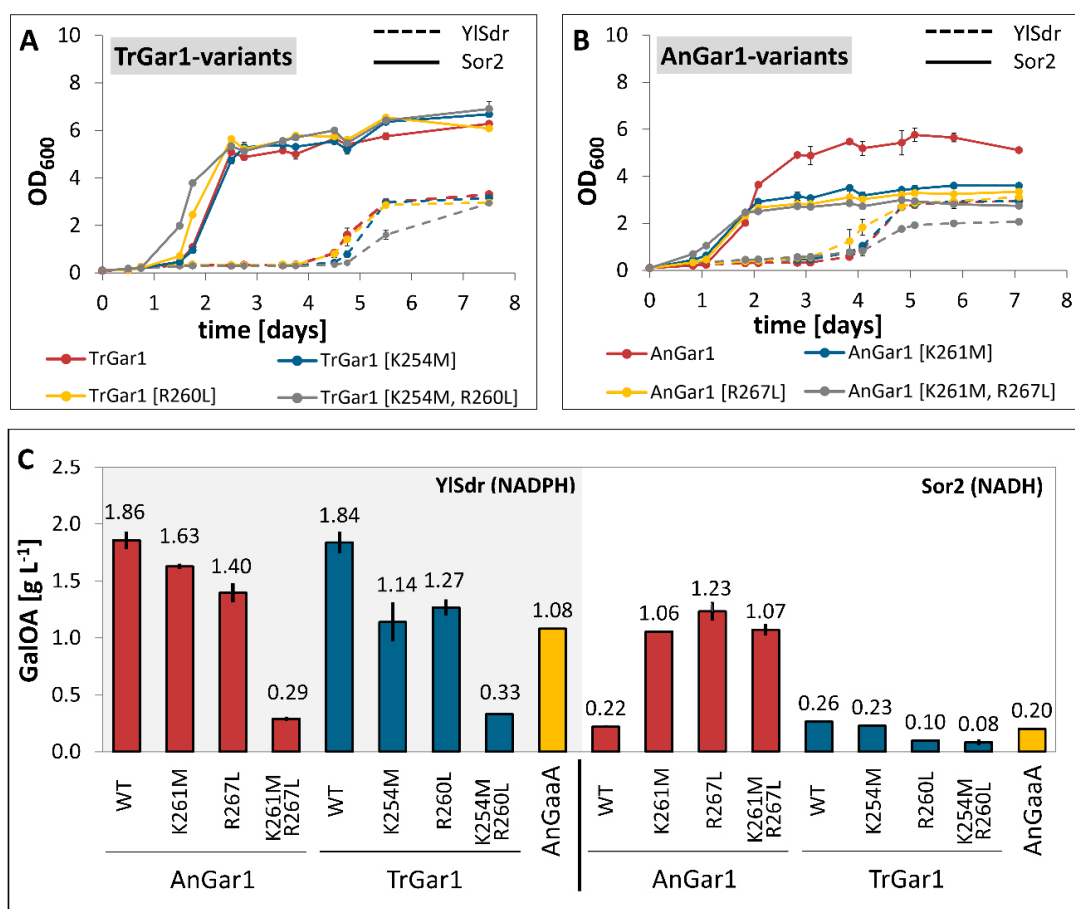 A
TrGar1-variants
YlSdr
Sor2
OD600
10
8
6
4
2
0
0 1 2 3 4 5 6 7 8
time [days]
TrGar1
TrGar1 [K254M]
TrGar1 [R260L]
TrGar1 [K254M, R260L]
B
AnGar1-variants
YlSdr
Sor2
OD600
10
8
6
4
2
0
0 1 2 3 4 5 6 7 8
time [days]
AnGar1
AnGar1 [K261M]
AnGar1 [R267L]
AnGar1 [K261M, R267L]
C
YlSdr (NADPH)
Sor2 (NADH)
GalOA [g L-1]
2.5
2.0
1.5
1.0
0.5
0.0
1.86
1.63
1.40
0.29
1.84
1.14
1.27
0.33
1.08
0.22
1.06
1.23
1.07
0.26
0.23
0.10
0.08
0.20
WT
K261M
R267L
K261M
R267L
WT
K254M
R260L
K254M
R260L
AnGaaA
WT
K261M
R267L
K261M
R267L
WT
K254M
R260L
K254M
R260L
AnGaaA
AnGar1
TrGar1
AnGar1
TrGar1